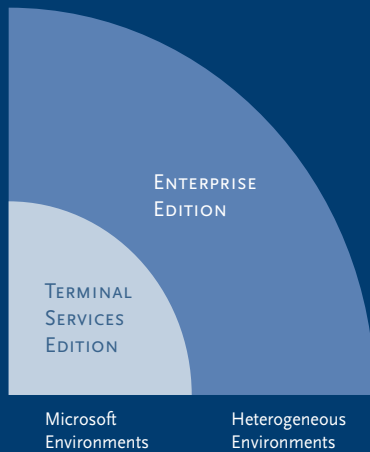 Enterprise
Edition
Terminal
Services
Edition
Microsoft
Environments
Heterogeneous
Environments